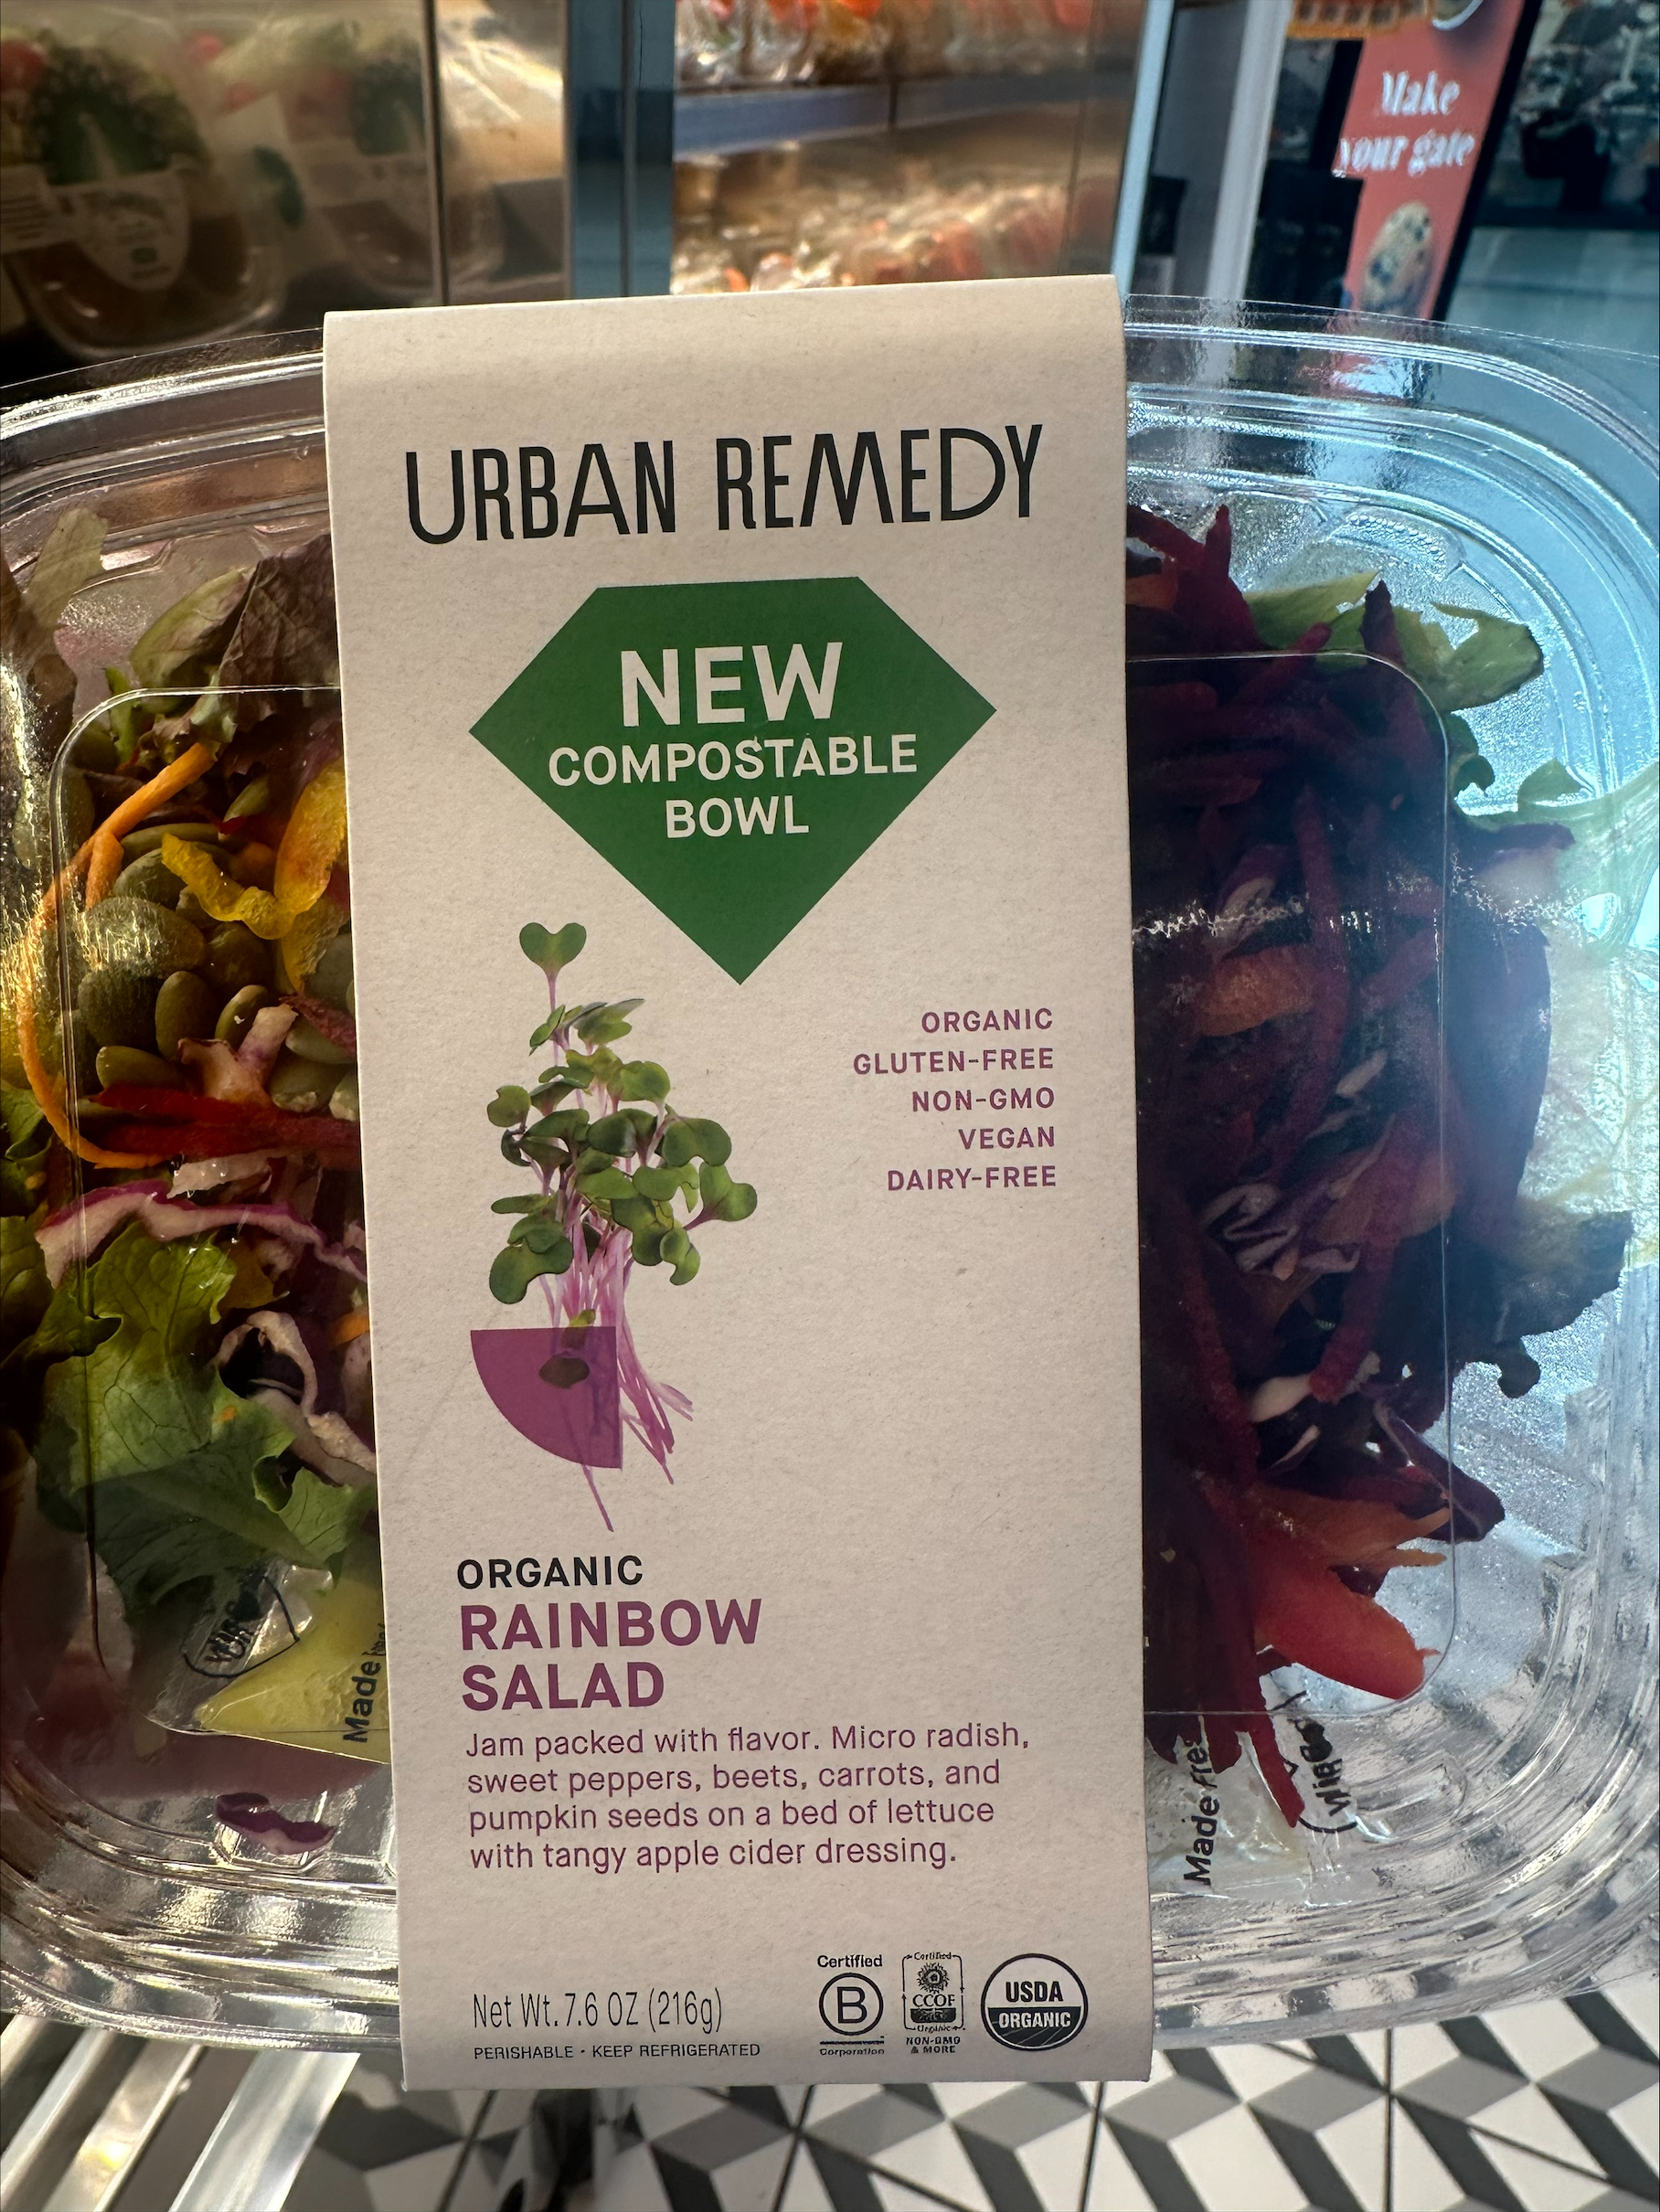 Make
your gate
URBAN REMEDY
NEW
COMPOSTABLE
BOWL
ORGANIC
GLUTEN-FREE
NON-GMO
VEGAN
DAIRY-FREE
ORGANIC
RAINBOW
SALAD
Jam packed with flavor. Micro radish,
sweet peppers, beets, carrots, and
pumpkin seeds on a bed of lettuce
with tangy apple cider dressing.
Made
Made
Net Wt. 7.6 OZ (216g)
PERISHABLE · KEEP REFRIGERATED
Certified
B
Corporation
Certified
CCOF
Organic
NON-GMO
& MORE
USDA
ORGANIC